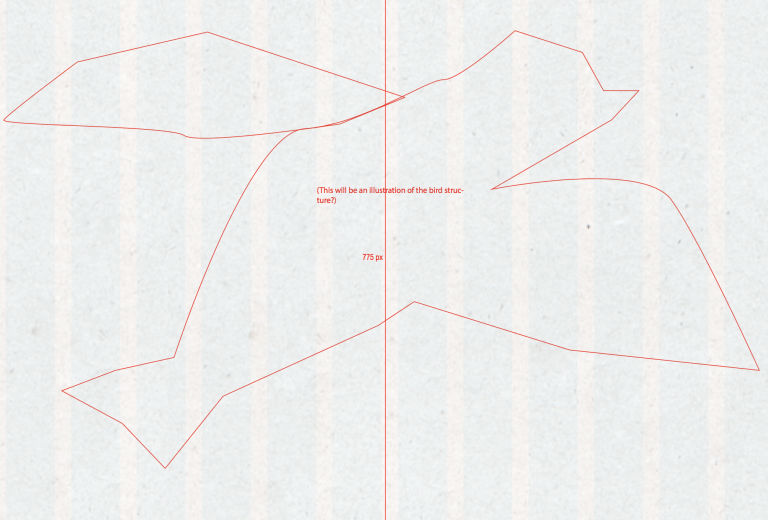 (This will be an illustration of the bird struc-
ture?)
775 px